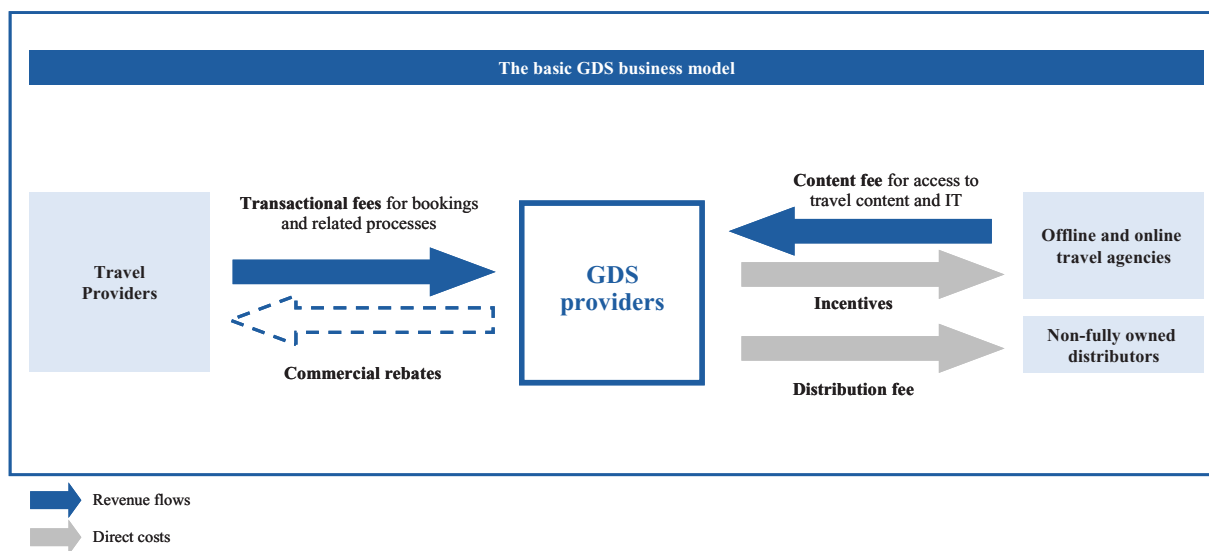 The basic GDS business model
Transactional fees for bookings
and related processes
Content fee for access to
travel content and IT
Travel
Providers
GDS
providers
Offline and online
travel agencies
Incentives
Non-fully owned
distributors
Commercial rebates
Distribution fee
Revenue flows
Direct costs